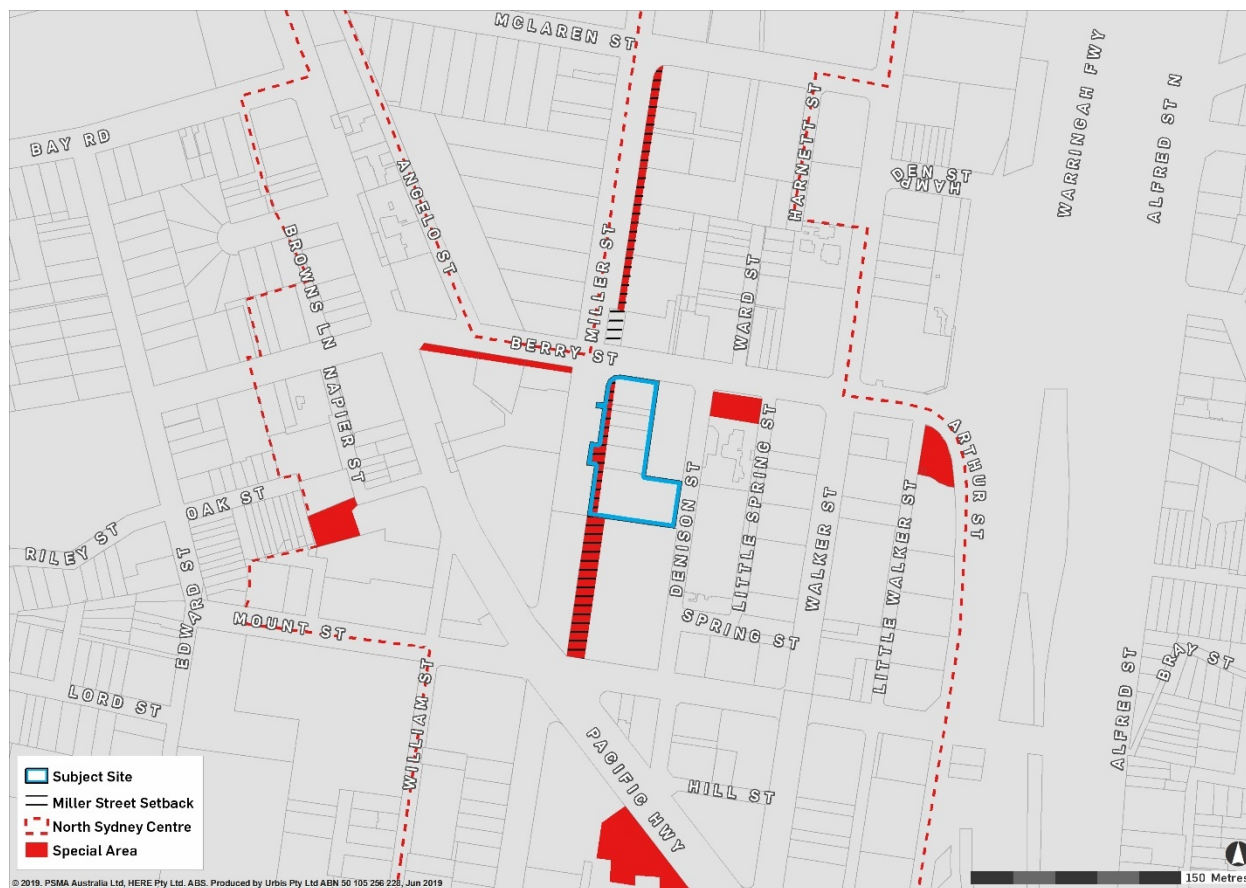 MCLAREN ST
BAY RD
ANGELO ST
MILLER ST
HARNETT ST
WARRINGAH FWY
ALFRED ST N
HAMPDEN ST
BROWNS LN
WARD ST
BERRY ST
NAPIER ST
OAK ST
RILEY ST
EDWARD ST
DENISON ST
LITTLE SPRING ST
WALKER ST
LITTLE WALKER ST
ARTHUR ST
MOUNT ST
SPRING ST
LORD ST
WILLIAM ST
PACIFIC HWY
HILL ST
ALFRED ST
BRAY ST
Subject Site
Miller Street Setback
North Sydney Centre
Special Area
150 Metres
© 2019. PSMA Australia Ltd, HERE Pty Ltd. ABS. Produced by Urbis Pty Ltd ABN 50 105 256 228, Jun 2019